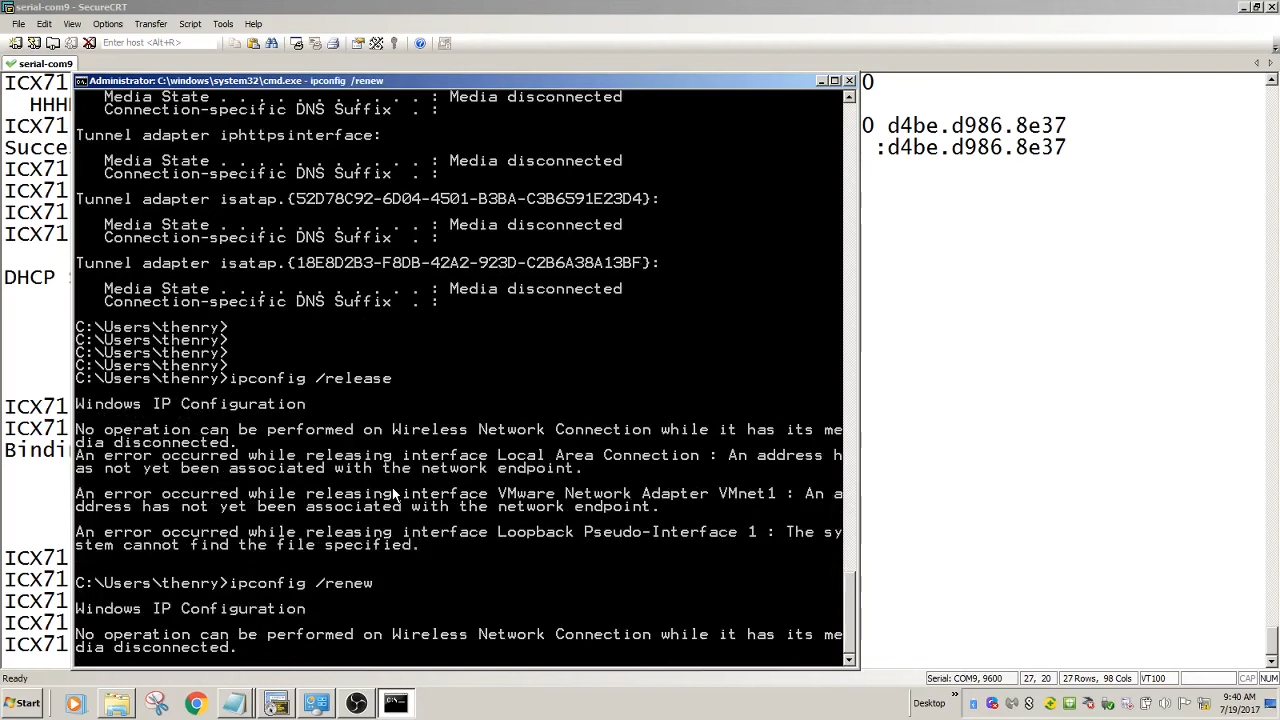 serial-com9 - SecureCRT
File Edit View Options Transfer Script Tools Help
Enter host <Alt+R>
serial-com9
Administrator: C:\windows\system32\cmd.exe - ipconfig /renew
ICX71
HHH
ICX71
Succe
ICX71
ICX71
ICX71
ICX71
DHCP
ICX71
ICX71
Bindi
ICX71
ICX71
ICX71
ICX71
ICX71
0
0 d4be.d986.8e37
:d4be.d986.8e37
Media State . . . . . . . . . . . : Media disconnected
Connection-specific DNS Suffix  . :
Tunnel adapter iphttpsinterface:
Media State . . . . . . . . . . . : Media disconnected
Connection-specific DNS Suffix  . :
Tunnel adapter isatap.{52D78C92-6D04-4501-B3BA-C3B6591E23D4}:
Media State . . . . . . . . . . . : Media disconnected
Connection-specific DNS Suffix  . :
Tunnel adapter isatap.{18E8D2B3-F8DB-42A2-923D-C2B6A38A13BF}:
Media State . . . . . . . . . . . : Media disconnected
Connection-specific DNS Suffix  . :
C:\Users\thenry>
C:\Users\thenry>
C:\Users\thenry>
C:\Users\thenry>
C:\Users\thenry>ipconfig /release
Windows IP Configuration
No operation can be performed on Wireless Network Connection while it has its me
dia disconnected.
An error occurred while releasing interface Local Area Connection : An address h
as not yet been associated with the network endpoint.
An error occurred while releasing interface VMware Network Adapter VMnet1 : An a
ddress has not yet been associated with the network endpoint.
An error occurred while releasing interface Loopback Pseudo-Interface 1 : The sy
stem cannot find the file specified.
C:\Users\thenry>ipconfig /renew
Windows IP Configuration
No operation can be performed on Wireless Network Connection while it has its me
dia disconnected.
Ready
Serial: COM9, 9600 27, 20 27 Rows, 98 Cols VT100 CAP NUM
Start
Desktop
9:40 AM
7/19/2017